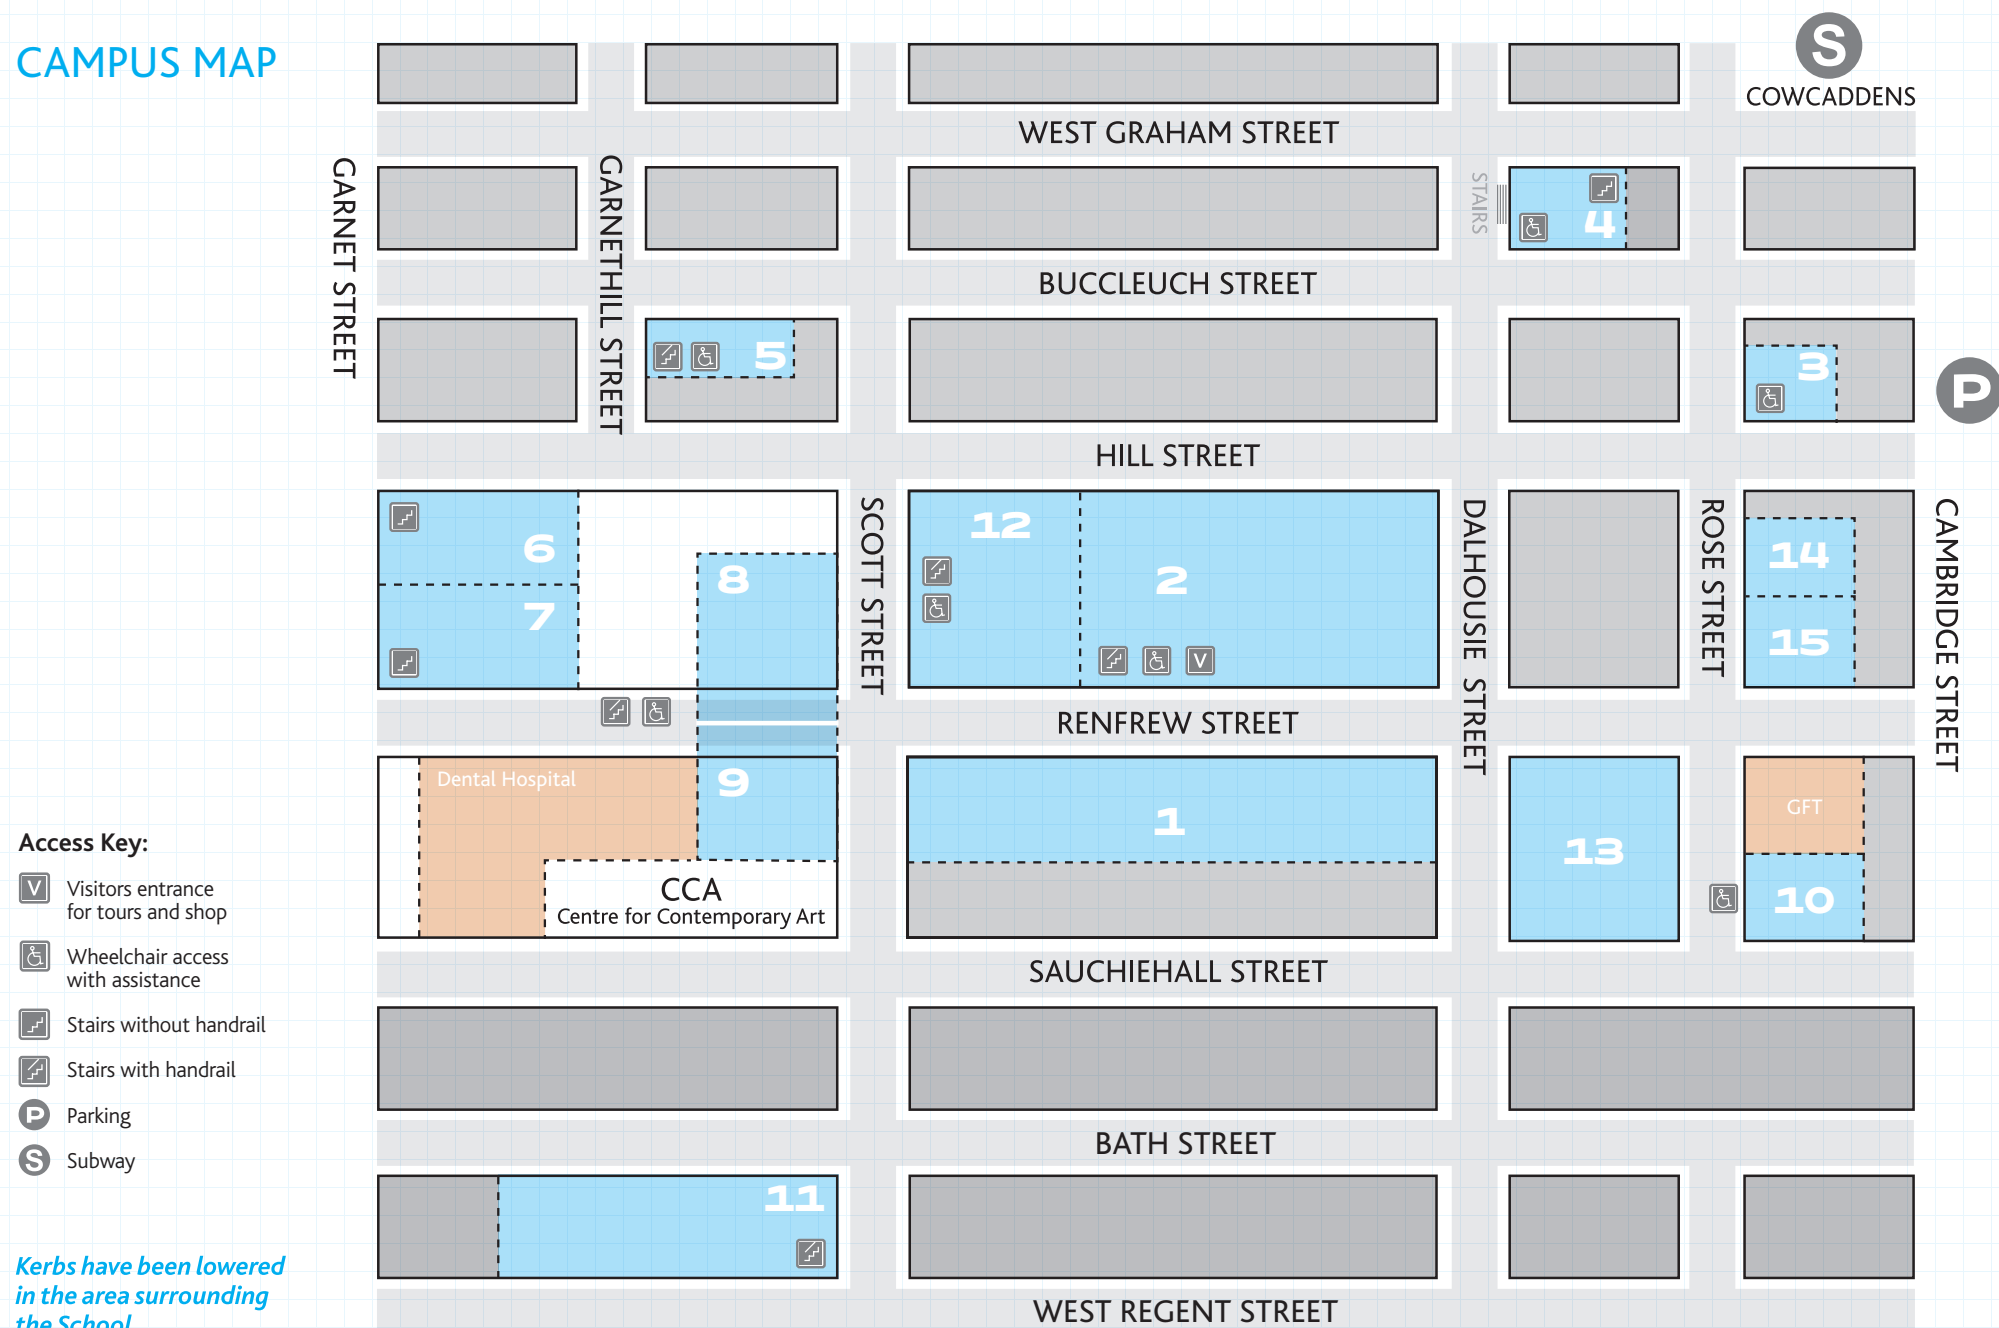 CAMPUS MAP
S
COWCADDENS
WEST GRAHAM STREET
GARNET STREET
GARNETHILL STREET
STAIRS
4
BUCCLEUCH STREET
5
3
P
HILL STREET
6
7
8
SCOTT STREET
12
2
V
DALHOUSIE STREET
ROSE STREET
14
15
CAMBRIDGE STREET
RENFREW STREET
Dental Hospital
9
1
13
GFT
10
CCA
Centre for Contemporary Art
SAUCHIEHALL STREET
Access Key:
V
Visitors entrance
for tours and shop
Wheelchair access
with assistance
Stairs without handrail
Stairs with handrail
P
Parking
S
Subway
BATH STREET
11
Kerbs have been lowered
in the area surrounding
the School
WEST REGENT STREET